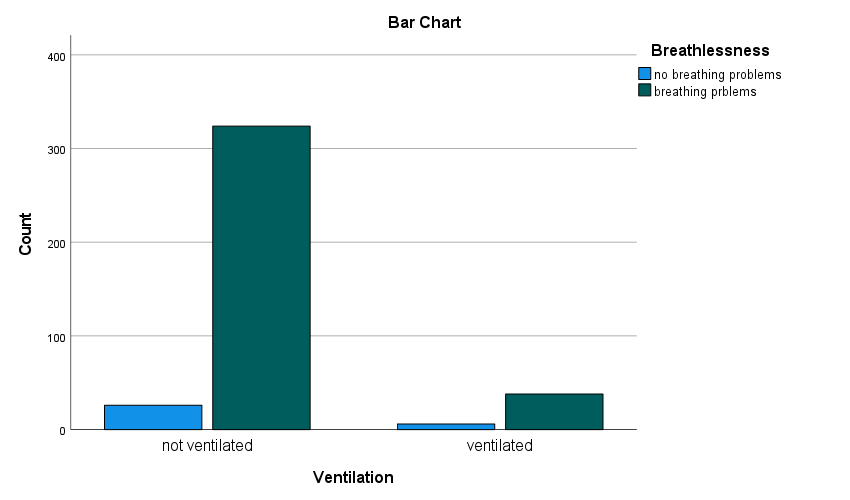 Bar Chart
Breathlessness
no breathing problems
breathing prblems
400
300
200
100
0
Count
not ventilated
ventilated
Ventilation